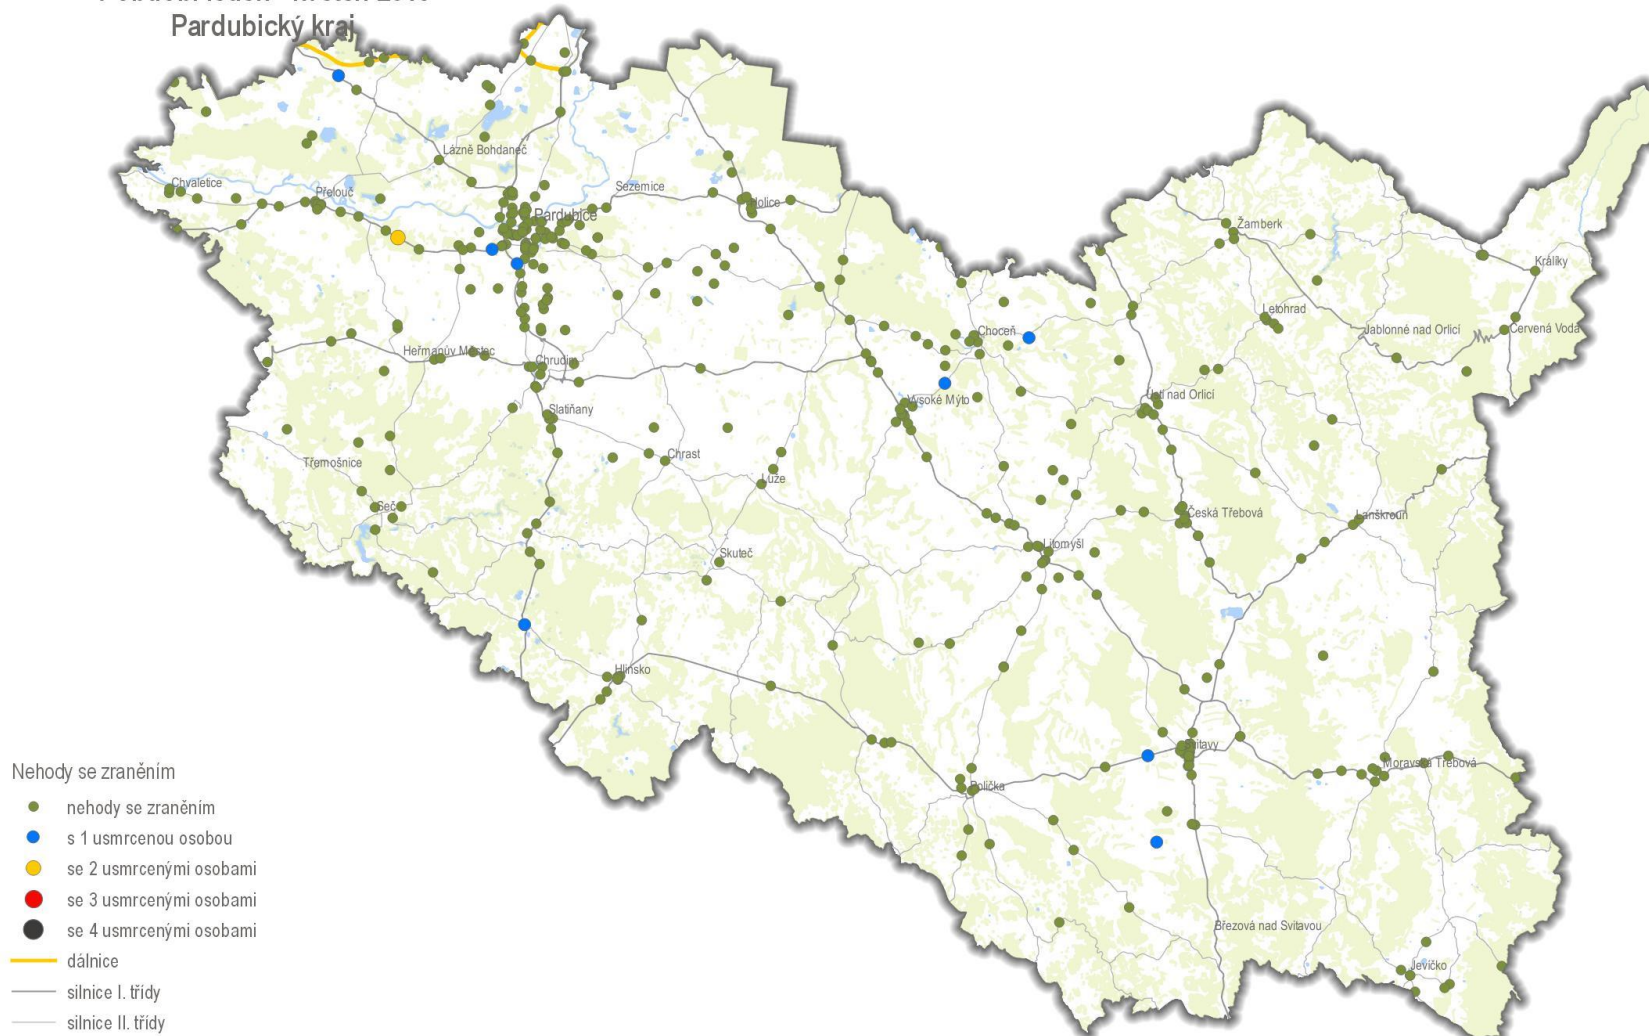 Pardubický kraj
Lázně Bohdaneč
Chvaletice
Přelouč
Sezemice
Pardubice
Holice
Žamberk
Králíky
Letohrad
Jablonné nad Orlicí
Červená Voda
Choceň
Heřmanův Městec
Chrudim
Vysoké Mýto
Ústí nad Orlicí
Slatiňany
Třemošnice
Chrast
Luže
Seč
Česká Třebová
Lanškroun
Litomyšl
Skuteč
Hlinsko
Svitavy
Moravská Třebová
Polička
Březová nad Svitavou
Jevíčko
Nehody se zraněním
nehody se zraněním
s 1 usmrcenou osobou
se 2 usmrcenými osobami
se 3 usmrcenými osobami
se 4 usmrcenými osobami
dálnice
silnice I. třídy
silnice II. třídy